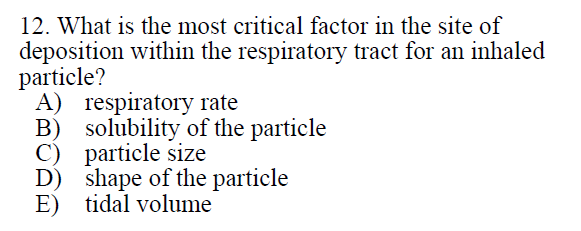 12. What is the most critical factor in the site of
deposition within the respiratory tract for an inhaled
particle?
A) respiratory rate
B) solubility of the particle
C) particle size
D) shape of the particle
E) tidal volume